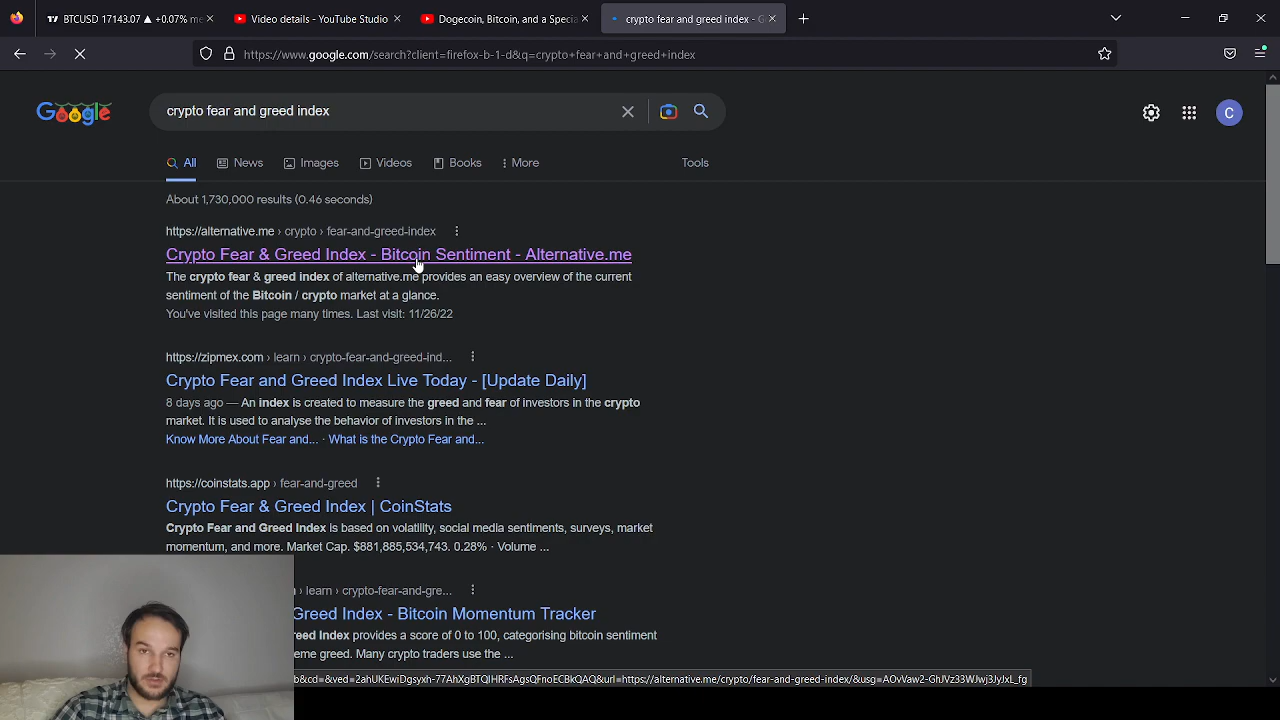 BTCUSD 17143.07 ▲ +0.07%
Video details - YouTube Studio
Dogecoin, Bitcoin, and a Specia
crypto fear and greed index - G
https://www.google.com/search?client=firefox-b-1-d&q=crypto+fear+and+greed+index
Google
crypto fear and greed index
C
All
News
Images
Videos
Books
More
Tools
About 1,730,000 results (0.46 seconds)
https://alternative.me › crypto › fear-and-greed-index
Crypto Fear & Greed Index - Bitcoin Sentiment - Alternative.me
The crypto fear & greed index of alternative.me provides an easy overview of the current
sentiment of the Bitcoin / crypto market at a glance.
You've visited this page many times. Last visit: 11/26/22
https://zipmex.com › learn › crypto-fear-and-greed-ind...
Crypto Fear and Greed Index Live Today - [Update Daily]
8 days ago — An index is created to measure the greed and fear of investors in the crypto
market. It is used to analyse the behavior of investors in the ...
Know More About Fear and... · What is the Crypto Fear and...
https://coinstats.app › fear-and-greed
Crypto Fear & Greed Index | CoinStats
Crypto Fear and Greed Index is based on volatility, social media sentiments, surveys, market
momentum, and more. Market Cap. $881,885,534,743. 0.28% · Volume ...
› learn › crypto-fear-and-gre...
Greed Index - Bitcoin Momentum Tracker
Greed Index provides a score of 0 to 100, categorising bitcoin sentiment
eme greed. Many crypto traders use the ...